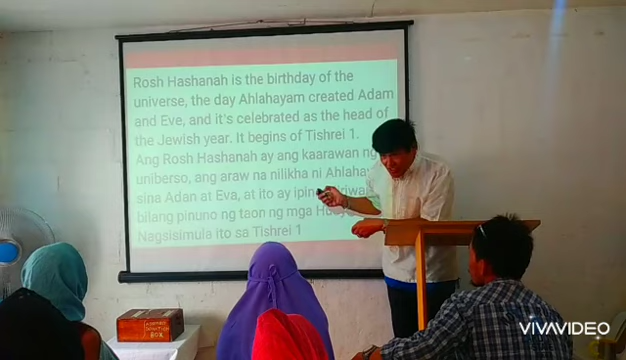 Rosh Hashanah is the birthday of the
universe, the day Ahlahayam created Adam
and Eve, and it's celebrated as the head of
the Jewish year. It begins of Tishrei 1.
Ang Rosh Hashanah ay ang kaarawan ng
uniberso, ang araw na nilikha ni
sina Adan at Eva, at ito ay
bilang pinuno ng taon ng mga
Nagsisimula ito sa Tishrei 1
BOX
VIVAVIDEO